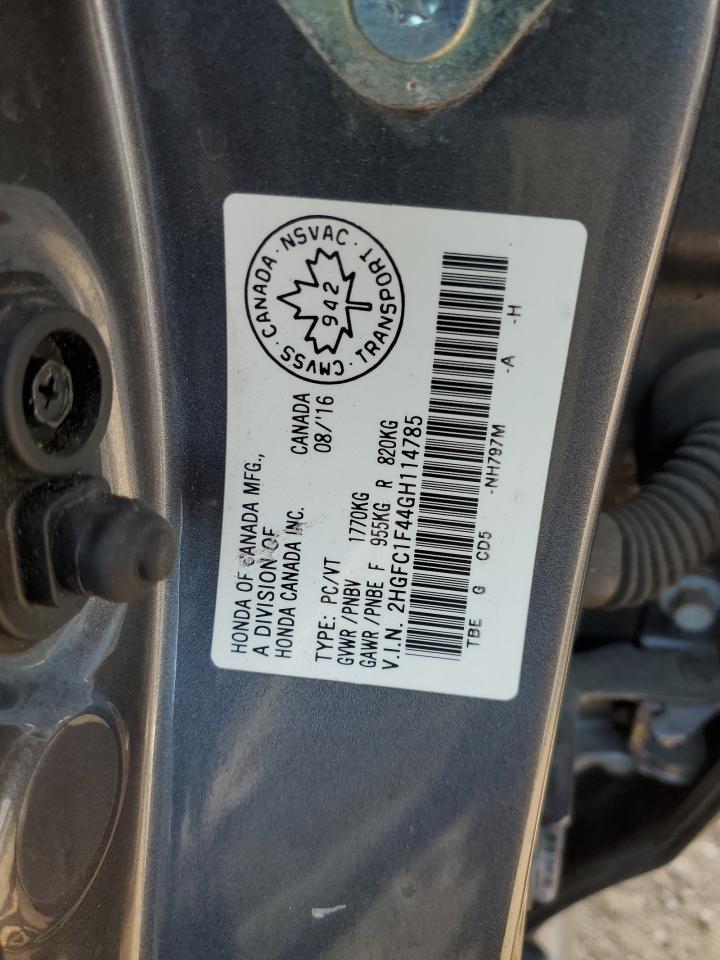 HONDA OF CANADA MFG.,
A DIVISION OF
HONDA CANADA INC.
CANADA
08/'16
TYPE: PC/VT
GVWR/PNBV 1770KG
GAWR/PNBE F 955KG R 820KG
V.I.N. 2HGFC1F44GH114785
TBE G CD5 -NH797M -A -H
CMVSS · CANADA · NSVAC · TRANSPORT ·
942